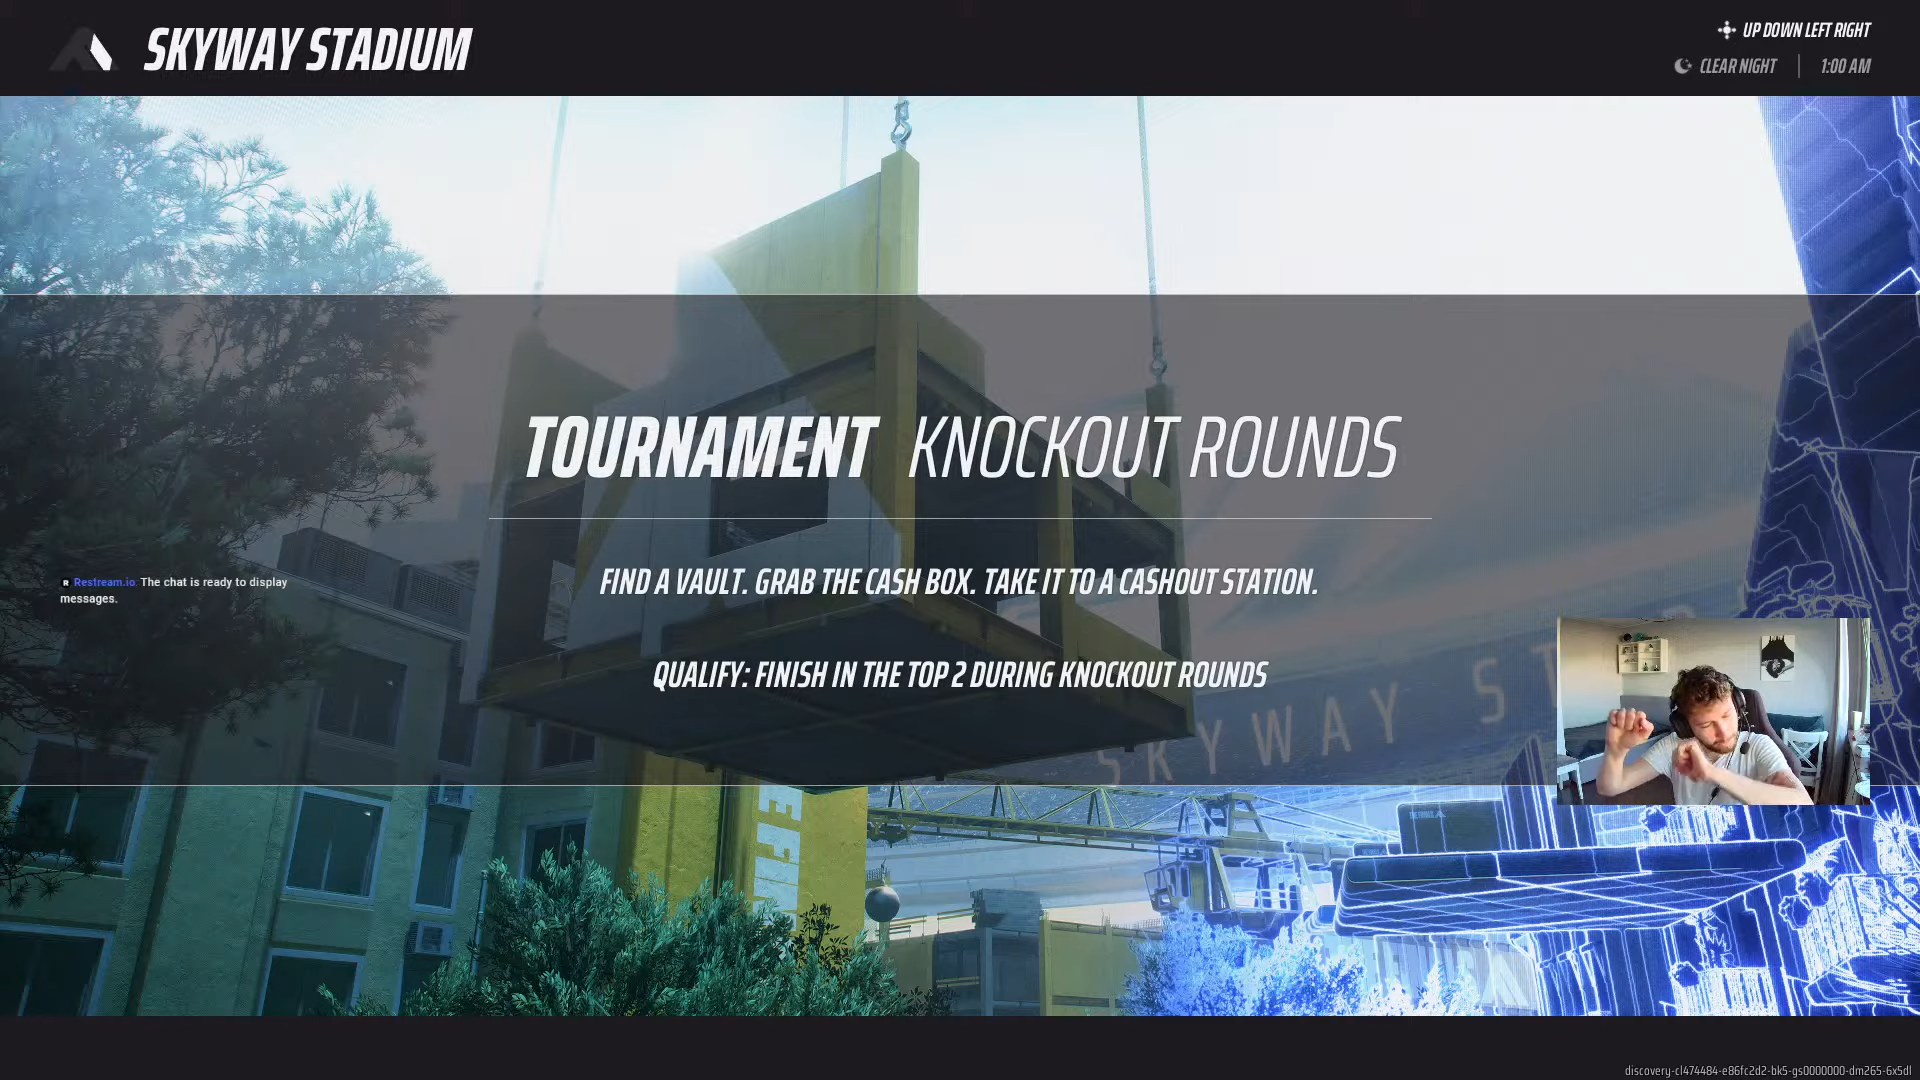 SKYWAY STADIUM
UP DOWN LEFT RIGHT
CLEAR NIGHT | 1:00 AM
TOURNAMENT KNOCKOUT ROUNDS
FIND A VAULT. GRAB THE CASH BOX. TAKE IT TO A CASHOUT STATION.
QUALIFY: FINISH IN THE TOP 2 DURING KNOCKOUT ROUNDS
Restream.io: The chat is ready to display
messages.
SKYWAY ST
discovery-cl474484-e86fc2d2-bk5-gs0000000-dm265-6x5dl